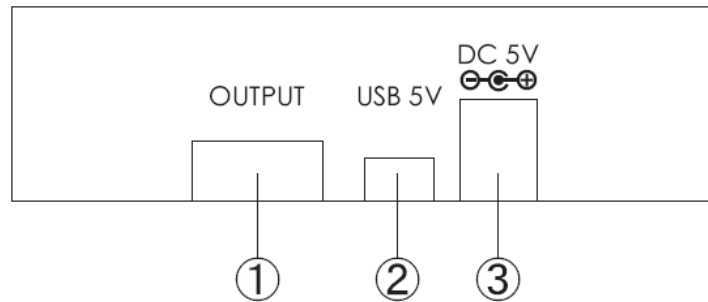 DC 5V
OUTPUT USB 5V
① ② ③